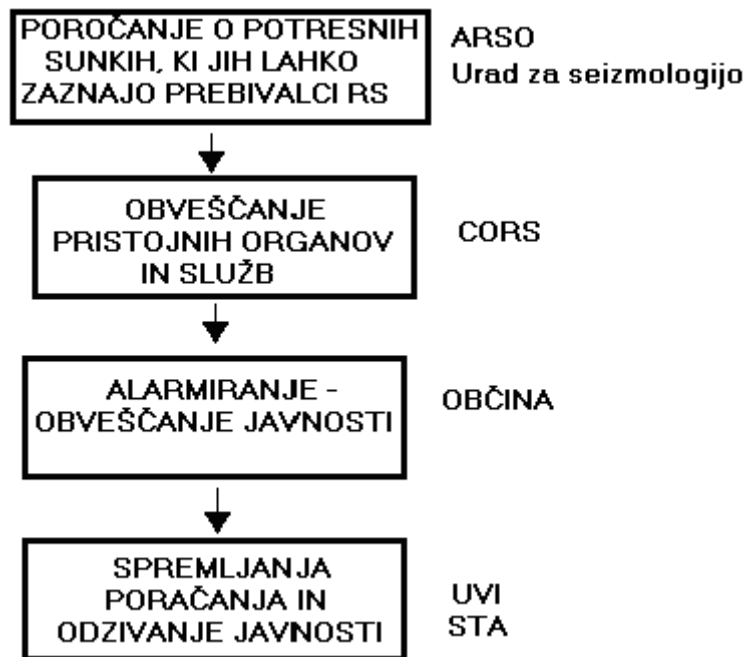 POROČANJE O POTRESNIH
SUNKIH, KI JIH LAHKO
ZAZNAJO PREBIVALCI RS
ARSO
Urad za seizmologijo
OBVEŠČANJE
PRISTOJNIH ORGANOV
IN SLUŽB
CORS
ALARMIRANJE -
OBVEŠČANJE JAVNOSTI
OBČINA
SPREMLJANJA
PORAČANJA IN
ODZIVANJE JAVNOSTI
UVI
STA